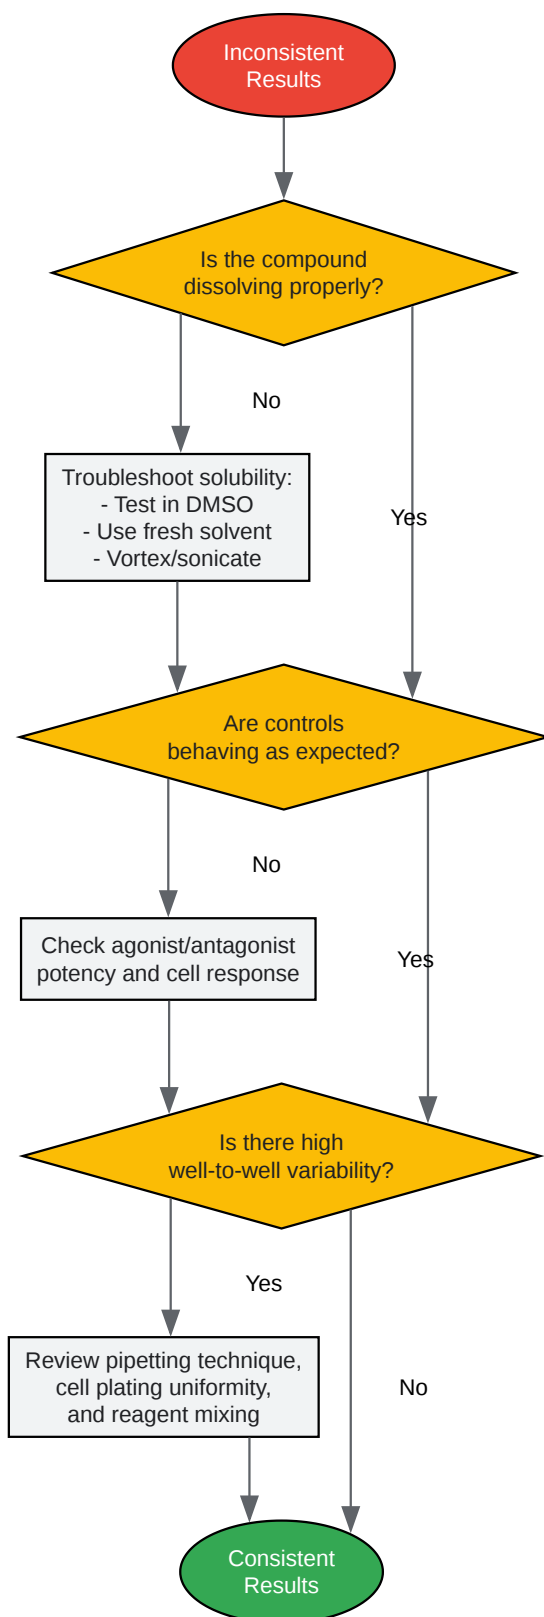 Inconsistent
Results
Is the compound
dissolving properly?
No
Troubleshoot solubility:
- Test in DMSO
- Use fresh solvent
- Vortex/sonicate
Yes
Are controls
behaving as expected?
No
Check agonist/antagonist
potency and cell response
Yes
Is there high
well-to-well variability?
Yes
Review pipetting technique,
cell plating uniformity,
and reagent mixing
No
Consistent
Results